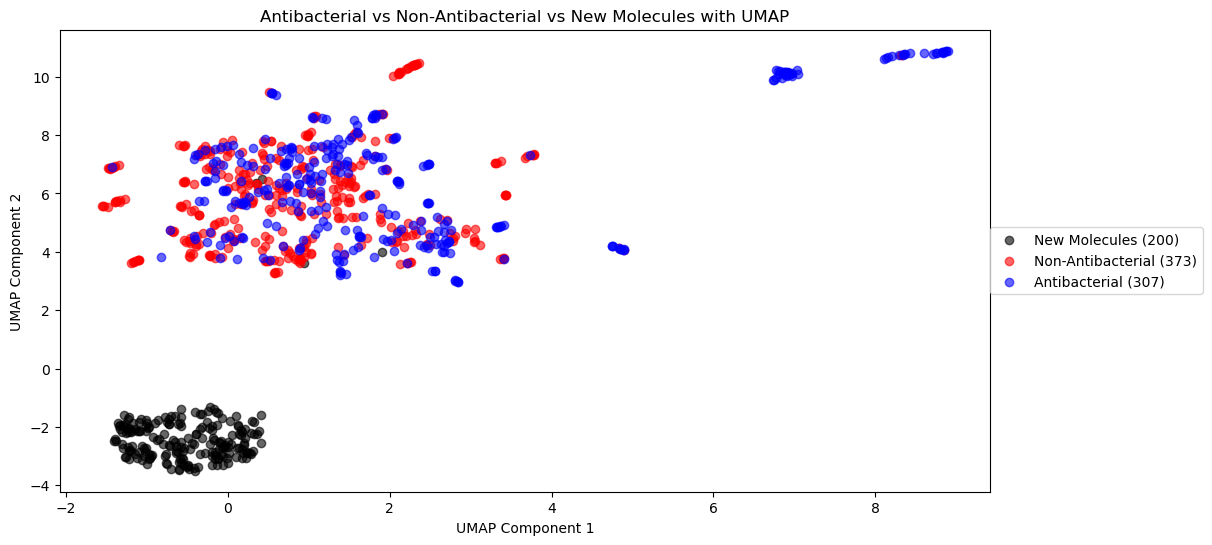 Antibacterial vs Non-Antibacterial vs New Molecules with UMAP
10
8
6
4
2
0
−2
−4
UMAP Component 2
New Molecules (200)
Non-Antibacterial (373)
Antibacterial (307)
−2 0 2 4 6 8
UMAP Component 1